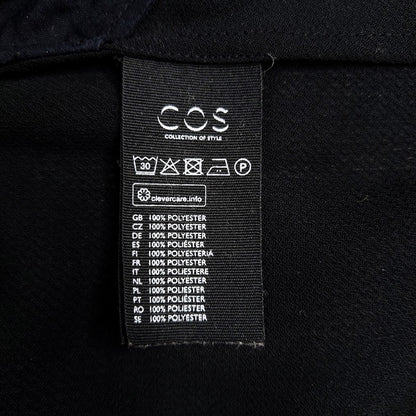 COS
COLLECTION OF STYLE
30 P
clevercare.info
GB 100% POLYESTER
CZ 100% POLYESTER
DE 100% POLYESTER
ES 100% POLIÉSTER
FI 100% POLYESTERIÄ
FR 100% POLYESTER
IT 100% POLIESTERE
NL 100% POLYESTER
PL 100% POLIESTER
PT 100% POLIÉSTER
RO 100% POLIESTER
SE 100% POLYESTER